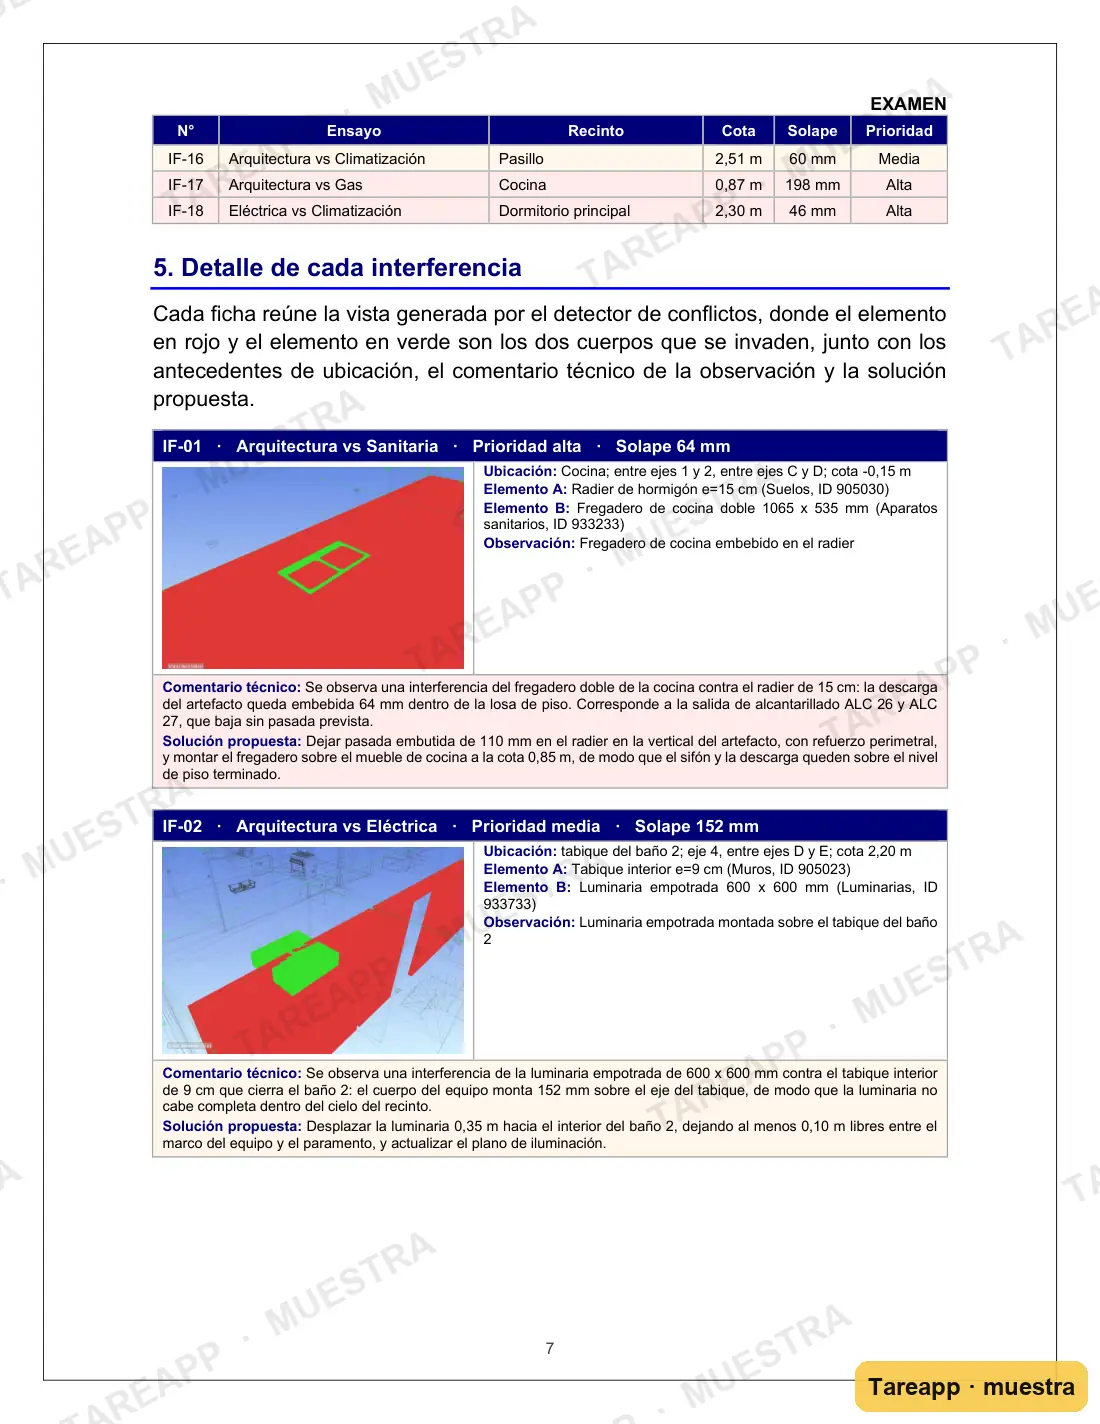 EXAMEN
N° Ensayo Recinto Cota Solape Prioridad
IF-16 Arquitectura vs Climatización Pasillo 2,51 m 60 mm Media
IF-17 Arquitectura vs Gas Cocina 0,87 m 198 mm Alta
IF-18 Eléctrica vs Climatización Dormitorio principal 2,30 m 46 mm Alta
5. Detalle de cada interferencia
Cada ficha reúne la vista generada por el detector de conflictos, donde el elemento
en rojo y el elemento en verde son los dos cuerpos que se invaden, junto con los
antecedentes de ubicación, el comentario técnico de la observación y la solución
propuesta.
IF-01 · Arquitectura vs Sanitaria · Prioridad alta · Solape 64 mm
Ubicación: Cocina; entre ejes 1 y 2, entre ejes C y D; cota -0,15 m
Elemento A: Radier de hormigón e=15 cm (Suelos, ID 905030)
Elemento B: Fregadero de cocina doble 1065 x 535 mm (Aparatos
sanitarios, ID 933233)
Observación: Fregadero de cocina embebido en el radier
Comentario técnico: Se observa una interferencia del fregadero doble de la cocina contra el radier de 15 cm: la descarga
del artefacto queda embebida 64 mm dentro de la losa de piso. Corresponde a la salida de alcantarillado ALC 26 y ALC
27, que baja sin pasada prevista.
Solución propuesta: Dejar pasada embutida de 110 mm en el radier en la vertical del artefacto, con refuerzo perimetral,
y montar el fregadero sobre el mueble de cocina a la cota 0,85 m, de modo que el sifón y la descarga queden sobre el nivel
de piso terminado.
IF-02 · Arquitectura vs Eléctrica · Prioridad media · Solape 152 mm
Ubicación: tabique del baño 2; eje 4, entre ejes D y E; cota 2,20 m
Elemento A: Tabique interior e=9 cm (Muros, ID 905023)
Elemento B: Luminaria empotrada 600 x 600 mm (Luminarias, ID
933733)
Observación: Luminaria empotrada montada sobre el tabique del baño
2
Comentario técnico: Se observa una interferencia de la luminaria empotrada de 600 x 600 mm contra el tabique interior
de 9 cm que cierra el baño 2: el cuerpo del equipo monta 152 mm sobre el eje del tabique, de modo que la luminaria no
cabe completa dentro del cielo del recinto.
Solución propuesta: Desplazar la luminaria 0,35 m hacia el interior del baño 2, dejando al menos 0,10 m libres entre el
marco del equipo y el paramento, y actualizar el plano de iluminación.
7
Tareapp · muestra
TAREAPP · MUESTRA